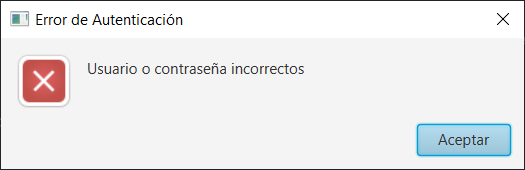 Error de Autenticación
Usuario o contraseña incorrectos
Aceptar